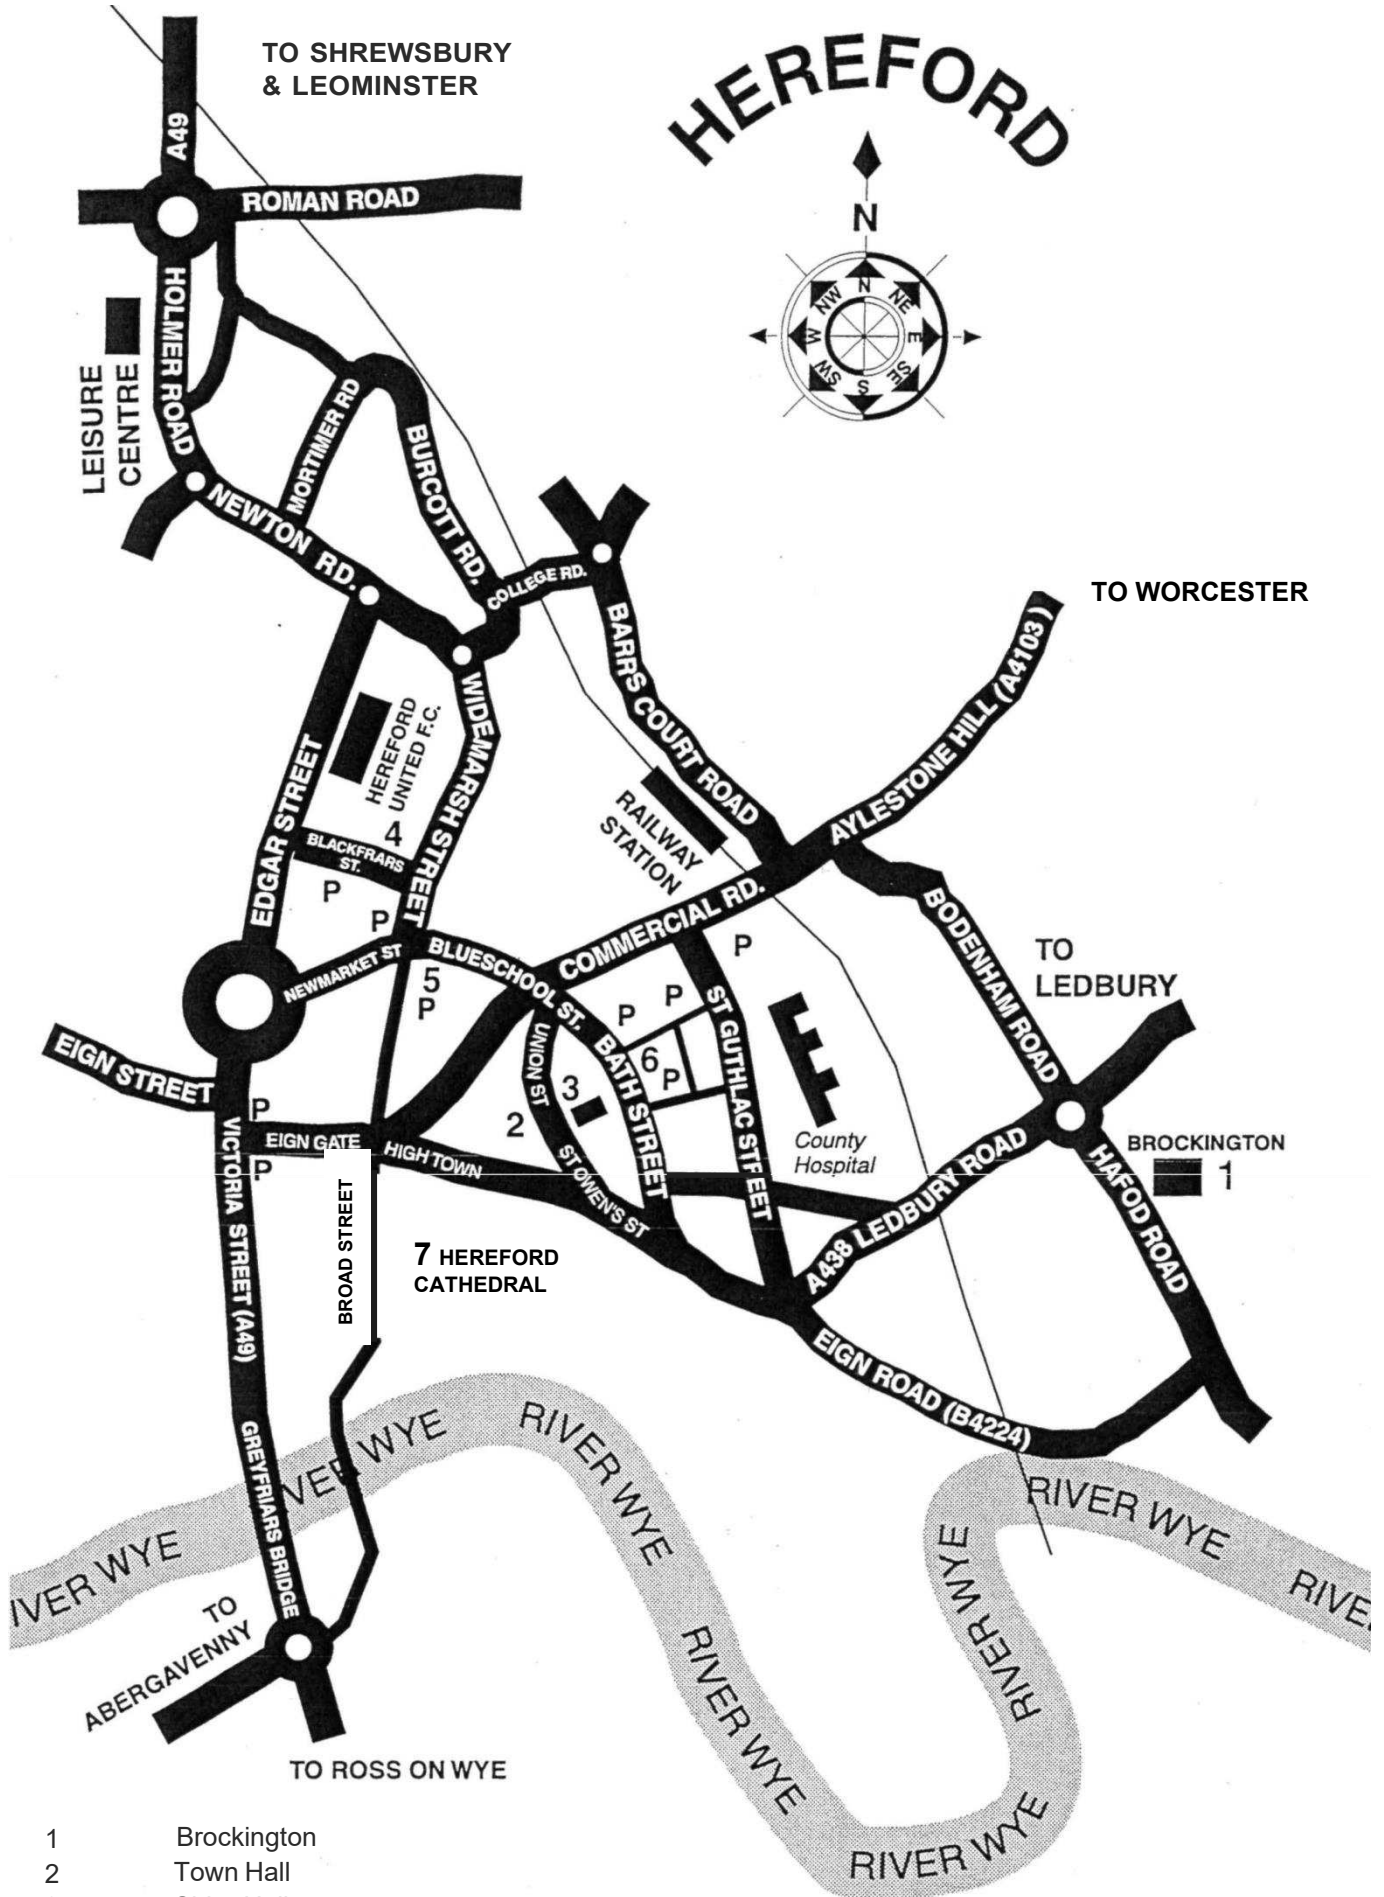 TO SHREWSBURY
& LEOMINSTER
HEREFORD
A49
ROMAN ROAD
N
N
NE
E
SE
S
SW
W
NW
HOLMER ROAD
LEISURE
CENTRE
MORTIMER RD
BURCOTT RD.
NEWTON RD.
COLLEGE RD.
TO WORCESTER
BARRS COURT ROAD
AYLESTONE HILL (A4103)
WIDEMARSH STREET
HEREFORD
UNITED F.C.
EDGAR STREET
4
BLACKFRIARS
ST.
P
P
RAILWAY
STATION
COMMERCIAL RD.
P
BODENHAM ROAD
TO
LEDBURY
NEWMARKET ST
BLUESCHOOL ST.
5
P
P
P
ST GUTHLAC STREET
EIGN STREET
UNION ST
BATH STREET
6
P
3
2
P
EIGN GATE
HIGH TOWN
P
VICTORIA STREET (A49)
ST OWEN'S ST
County
Hospital
A438 LEDBURY ROAD
BROCKINGTON
1
HAFOD ROAD
BROAD STREET
7 HEREFORD
CATHEDRAL
EIGN ROAD (B4224)
GREYFRIARS BRIDGE
IVER WYE
VER WYE
RIVER WYE
RIVER WYE
RIVER WYE
RIVER WYE
RIVER WYE
RIVER WYE
RIVE
TO
ABERGAVENNY
TO ROSS ON WYE
1 Brockington
2 Town Hall